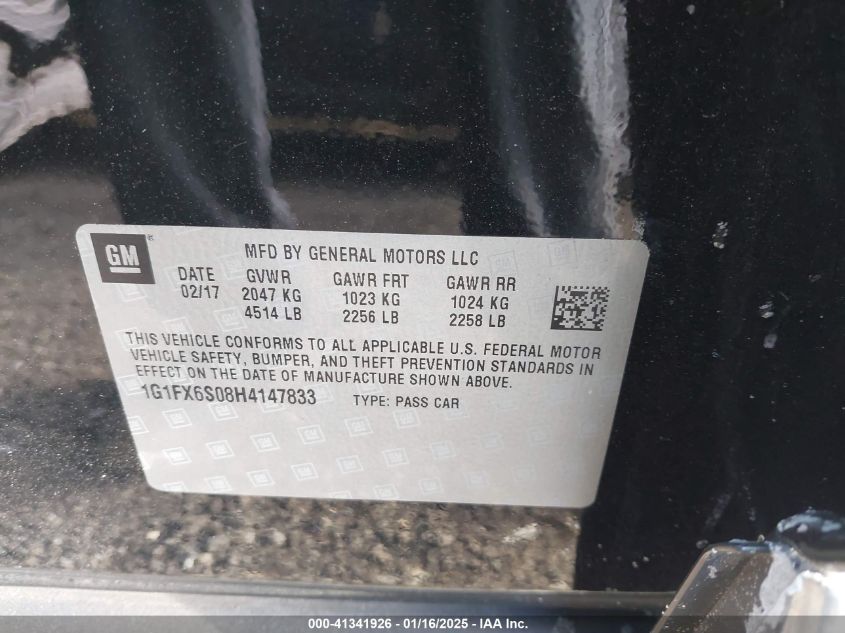 GM
MFD BY GENERAL MOTORS LLC
DATE GVWR GAWR FRT GAWR RR
02/17 2047 KG 1023 KG 1024 KG
4514 LB 2256 LB 2258 LB
THIS VEHICLE CONFORMS TO ALL APPLICABLE U.S. FEDERAL MOTOR
VEHICLE SAFETY, BUMPER, AND THEFT PREVENTION STANDARDS IN
EFFECT ON THE DATE OF MANUFACTURE SHOWN ABOVE.
1G1FX6S08H4147833 TYPE: PASS CAR
000-41341926 - 01/16/2025 - IAA Inc.